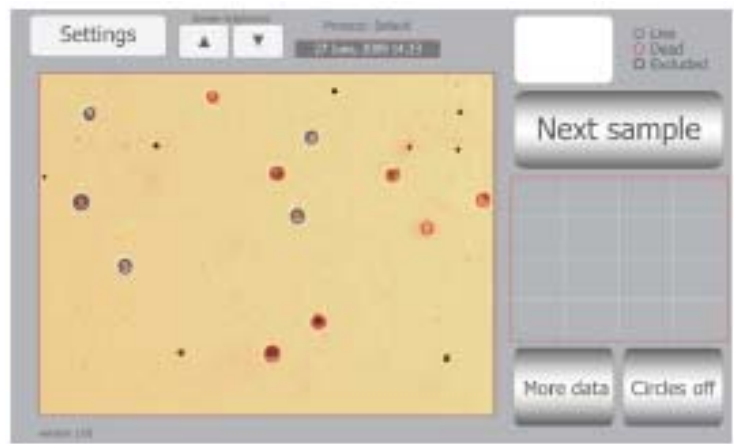 Settings
Protocol: Default
Live
Dead
Excluded
Next sample
More data
Circles off